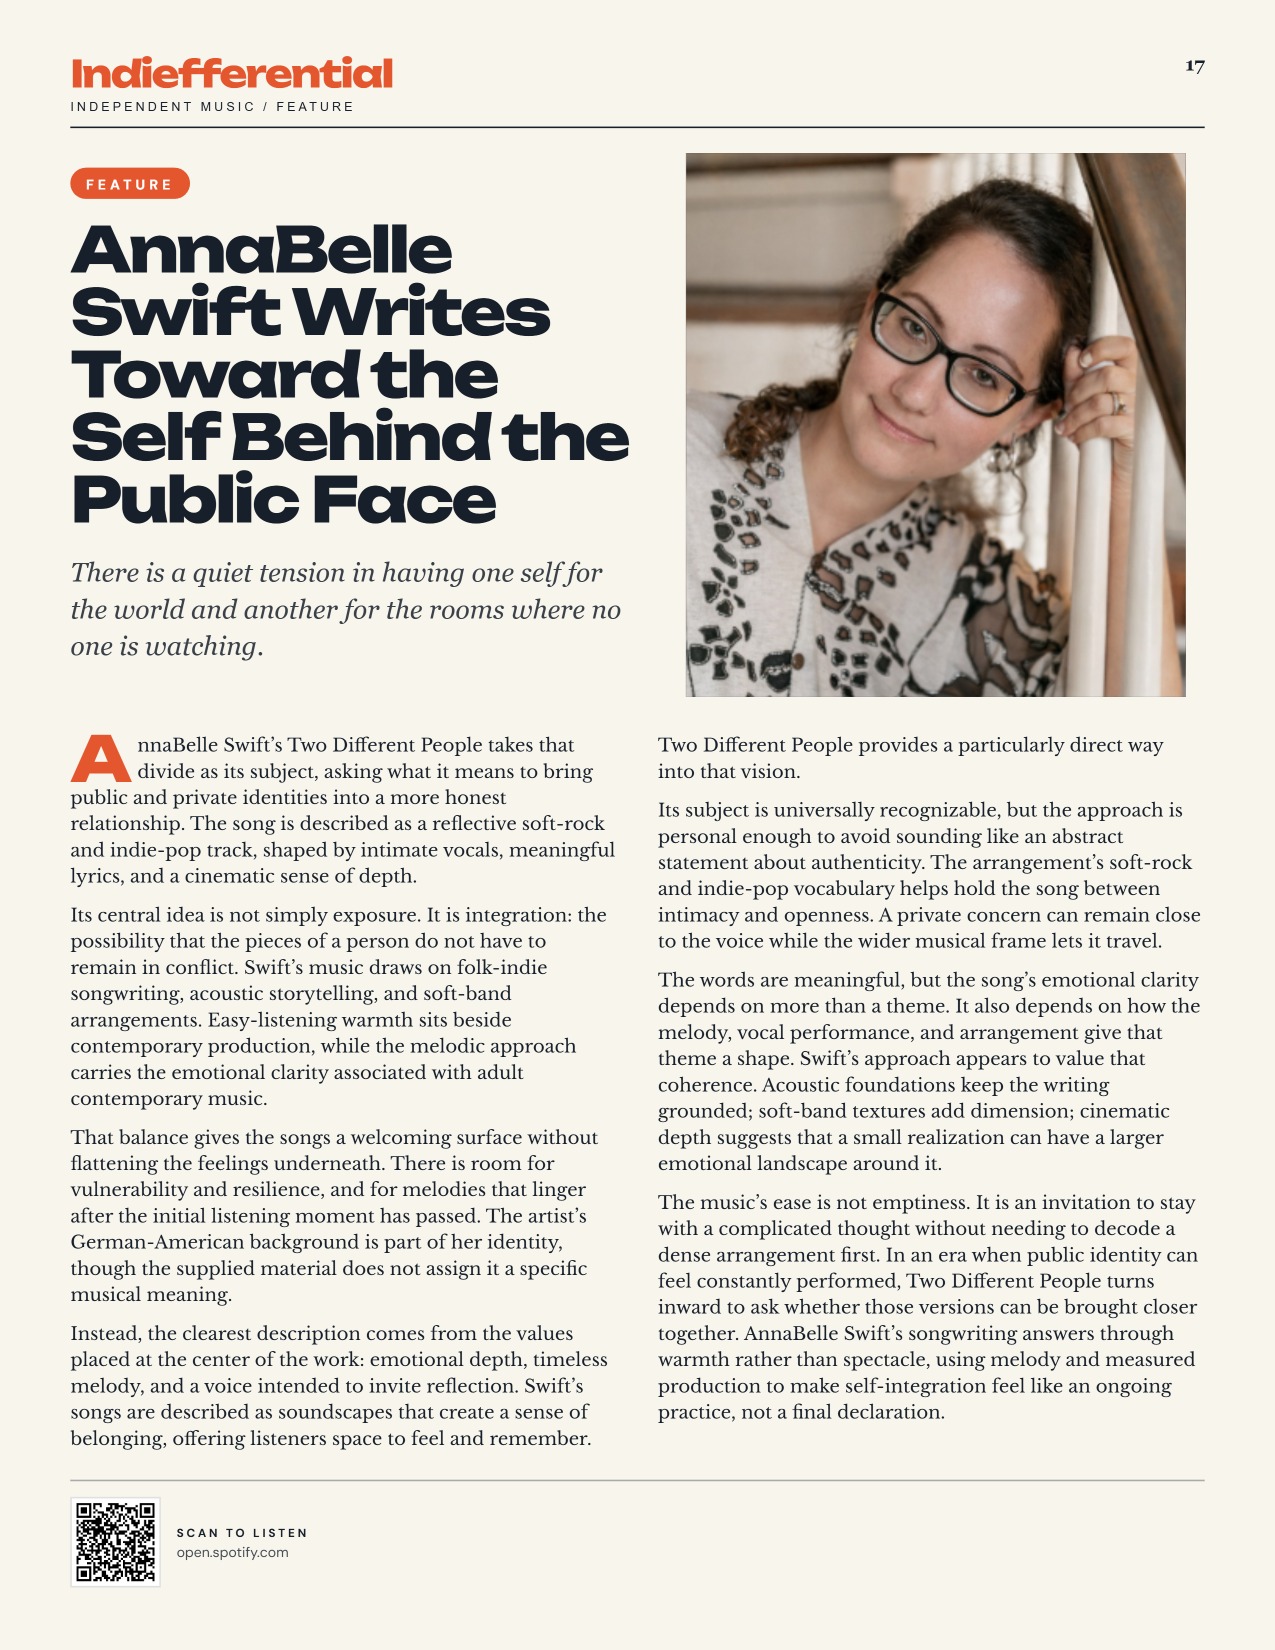 Indiefferential
INDEPENDENT MUSIC / FEATURE
17
FEATURE
AnnaBelle
Swift Writes
Toward the
Self Behind the
Public Face
There is a quiet tension in having one self for
the world and another for the rooms where no
one is watching.
AnnaBelle Swift’s Two Different People takes that
divide as its subject, asking what it means to bring
public and private identities into a more honest
relationship. The song is described as a reflective soft-rock
and indie-pop track, shaped by intimate vocals, meaningful
lyrics, and a cinematic sense of depth.
Its central idea is not simply exposure. It is integration: the
possibility that the pieces of a person do not have to
remain in conflict. Swift’s music draws on folk-indie
songwriting, acoustic storytelling, and soft-band
arrangements. Easy-listening warmth sits beside
contemporary production, while the melodic approach
carries the emotional clarity associated with adult
contemporary music.
That balance gives the songs a welcoming surface without
flattening the feelings underneath. There is room for
vulnerability and resilience, and for melodies that linger
after the initial listening moment has passed. The artist’s
German-American background is part of her identity,
though the supplied material does not assign it a specific
musical meaning.
Instead, the clearest description comes from the values
placed at the center of the work: emotional depth, timeless
melody, and a voice intended to invite reflection. Swift’s
songs are described as soundscapes that create a sense of
belonging, offering listeners space to feel and remember.
Two Different People provides a particularly direct way
into that vision.
Its subject is universally recognizable, but the approach is
personal enough to avoid sounding like an abstract
statement about authenticity. The arrangement’s soft-rock
and indie-pop vocabulary helps hold the song between
intimacy and openness. A private concern can remain close
to the voice while the wider musical frame lets it travel.
The words are meaningful, but the song’s emotional clarity
depends on more than a theme. It also depends on how the
melody, vocal performance, and arrangement give that
theme a shape. Swift’s approach appears to value that
coherence. Acoustic foundations keep the writing
grounded; soft-band textures add dimension; cinematic
depth suggests that a small realization can have a larger
emotional landscape around it.
The music’s ease is not emptiness. It is an invitation to stay
with a complicated thought without needing to decode a
dense arrangement first. In an era when public identity can
feel constantly performed, Two Different People turns
inward to ask whether those versions can be brought closer
together. AnnaBelle Swift’s songwriting answers through
warmth rather than spectacle, using melody and measured
production to make self-integration feel like an ongoing
practice, not a final declaration.
SCAN TO LISTEN
open.spotify.com